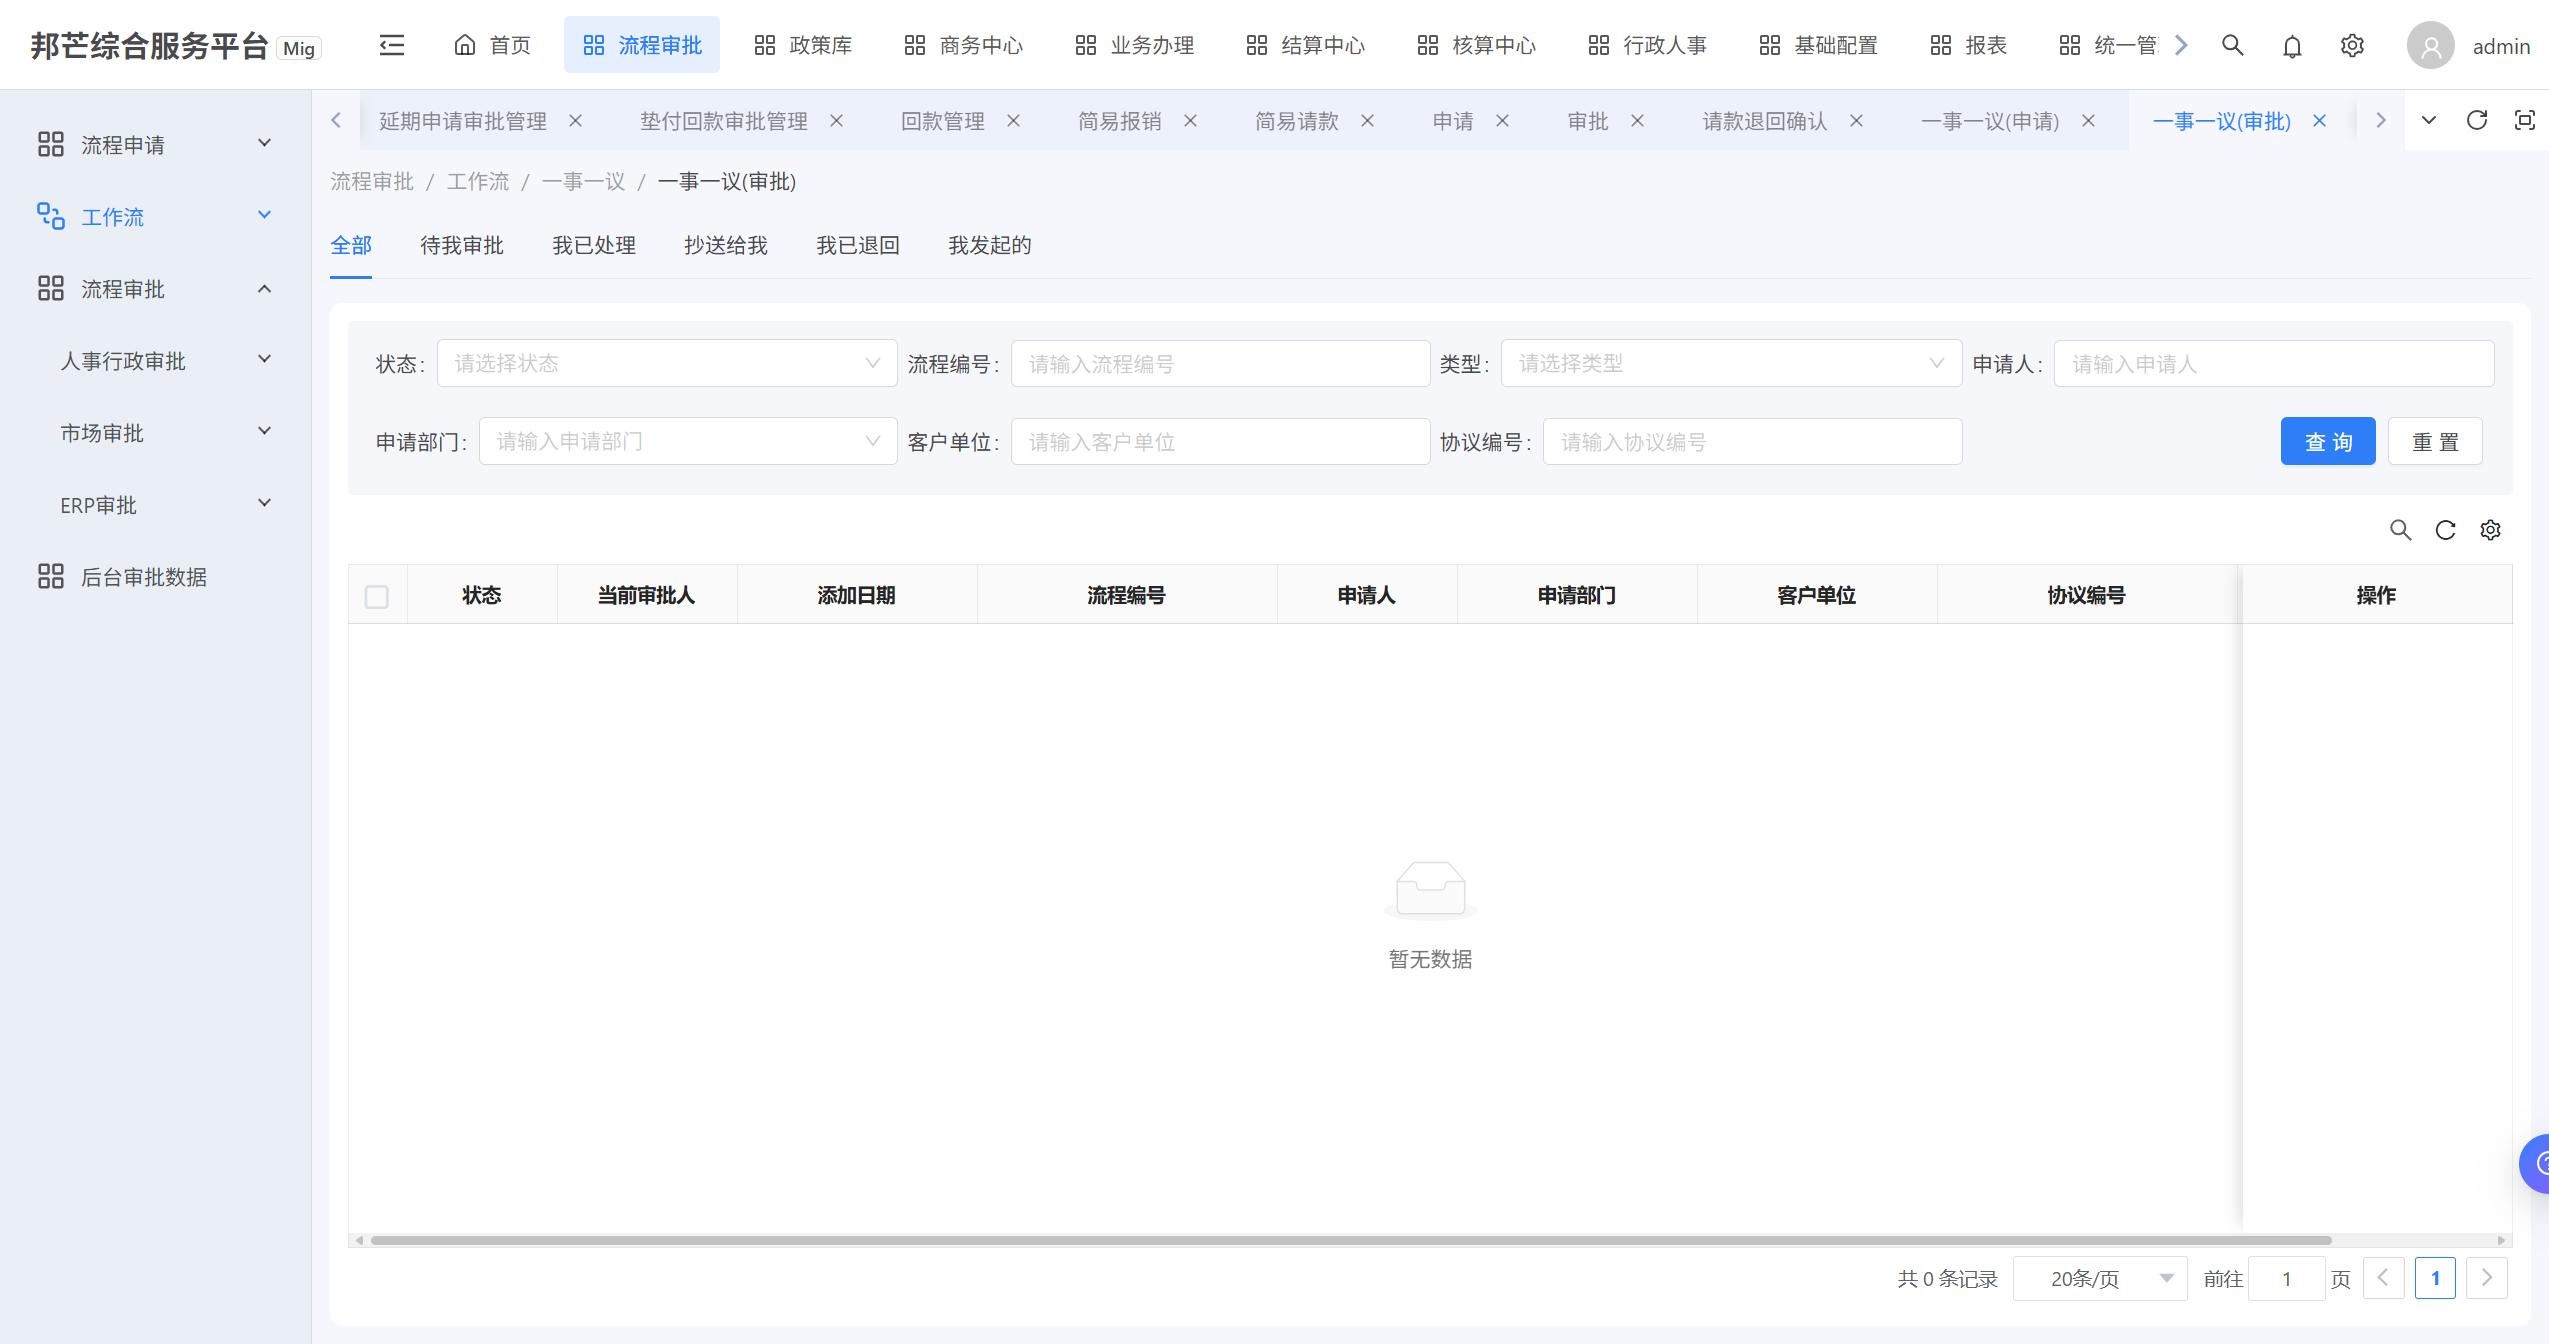 邦芒综合服务平台 Mig 首页 流程审批 政策库 商务中心 业务办理 结算中心 核算中心 行政人事 基础配置 报表 统一管 admin
延期申请审批管理 垫付回款审批管理 回款管理 简易报销 简易请款 申请 审批 请款退回确认 一事一议(申请) 一事一议(审批)
流程申请
工作流
流程审批
人事行政审批
市场审批
ERP审批
后台审批数据
流程审批 / 工作流 / 一事一议 / 一事一议(审批)
全部 待我审批 我已处理 抄送给我 我已退回 我发起的
状态: 请选择状态 流程编号: 请输入流程编号 类型: 请选择类型 申请人: 请输入申请人
申请部门: 请输入申请部门 客户单位: 请输入客户单位 协议编号: 请输入协议编号 查 询 重 置
状态 当前审批人 添加日期 流程编号 申请人 申请部门 客户单位 协议编号 操作
暂无数据
共 0 条记录 20条/页 前往 1 页 1